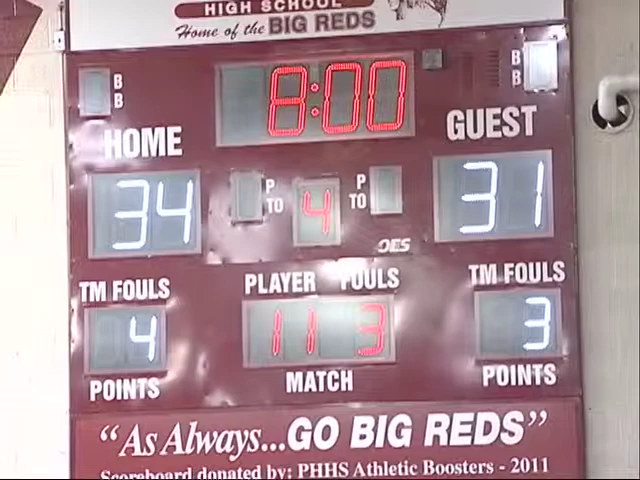 HIGH SCHOOL
Home of the BIG REDS
B
B
8:00
B
B
HOME
GUEST
34
P
TO
4
P
TO
31
OES
TM FOULS
PLAYER FOULS
TM FOULS
4
11 3
3
POINTS
MATCH
POINTS
“As Always...GO BIG REDS”
Scoreboard donated by: PHHS Athletic Boosters - 2011